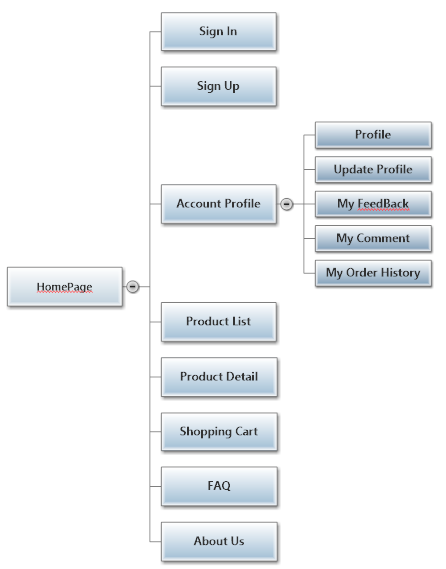 Sign In
Sign Up
Profile
Update Profile
Account Profile
My FeedBack
My Comment
My Order History
HomePage
Product List
Product Detail
Shopping Cart
FAQ
About Us